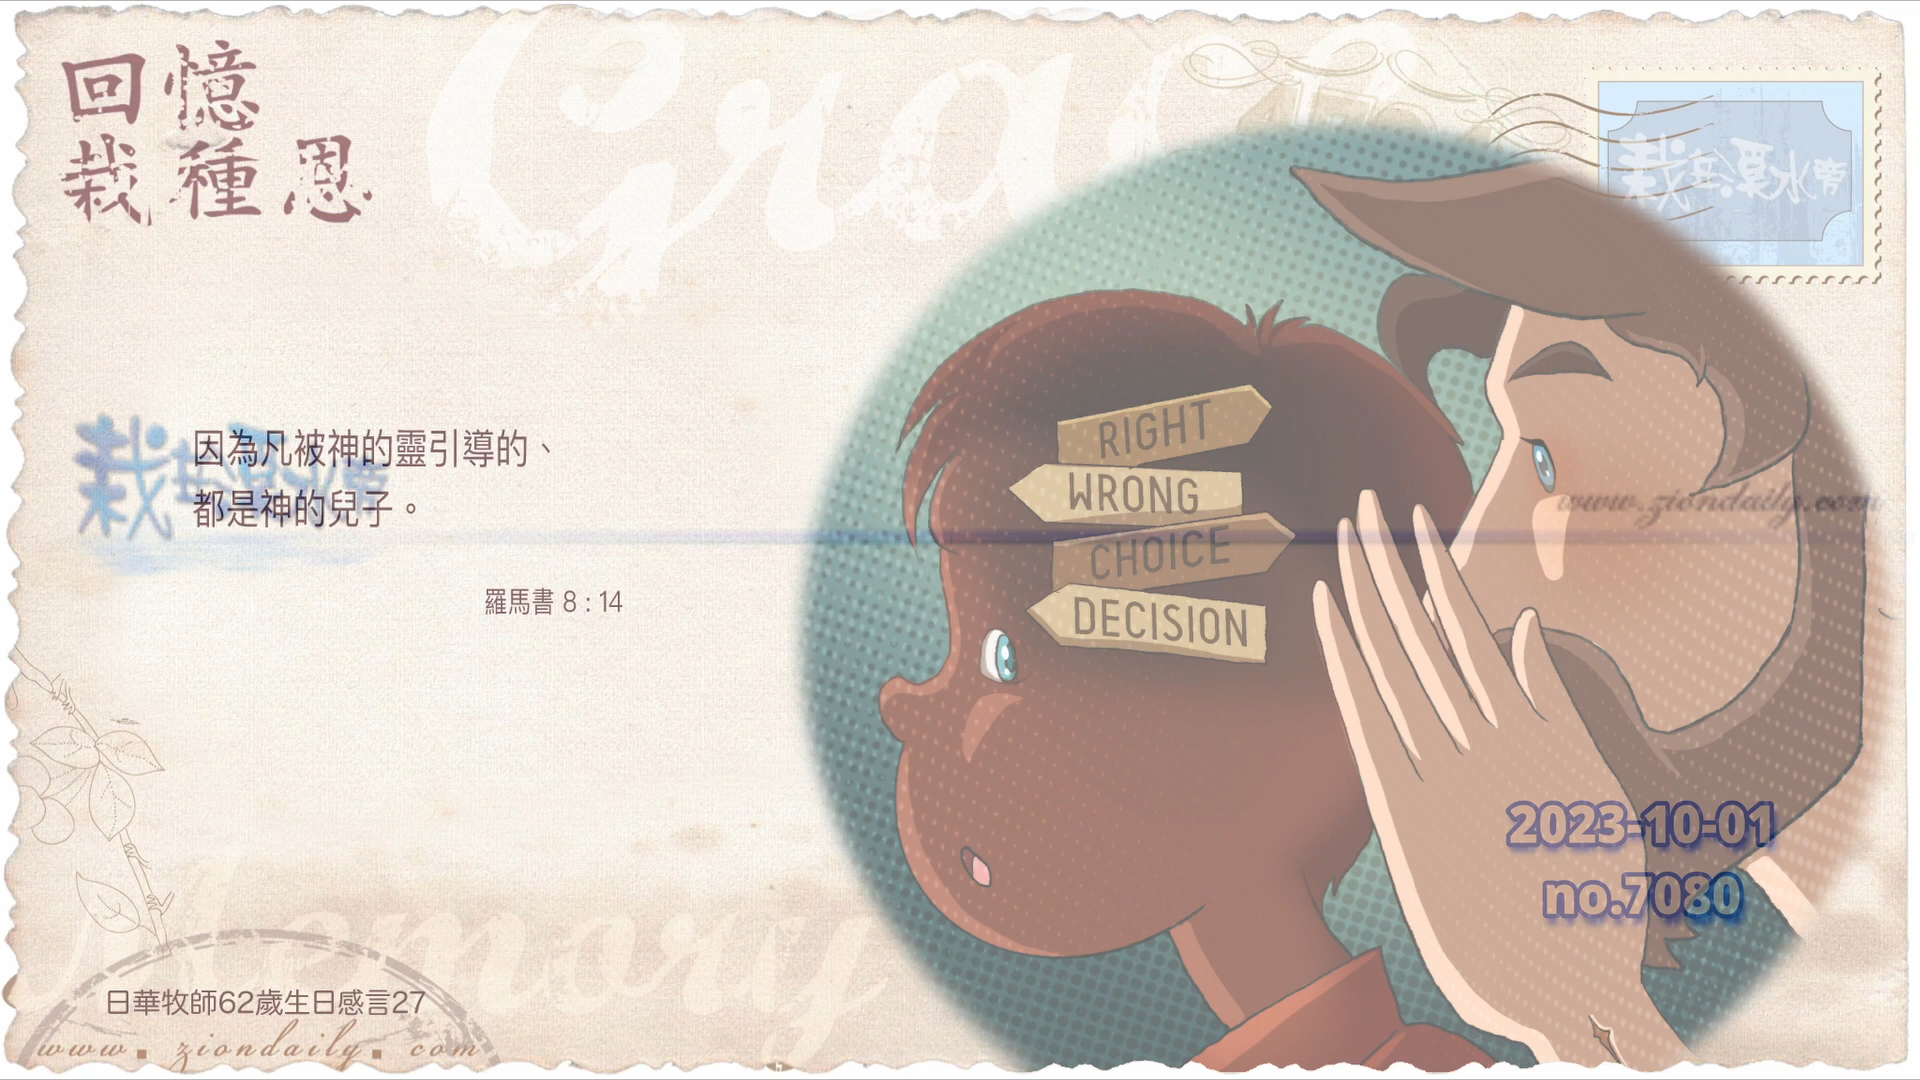 回憶
栽種恩
Gra
因為凡被神的靈引導的、
都是神的兒子。
羅馬書 8 : 14
RIGHT
WRONG
CHOICE
DECISION
www.ziondaily.com
2023-10-01
no.7080
Memory
日華牧師62歲生日感言27
www.ziondaily.com